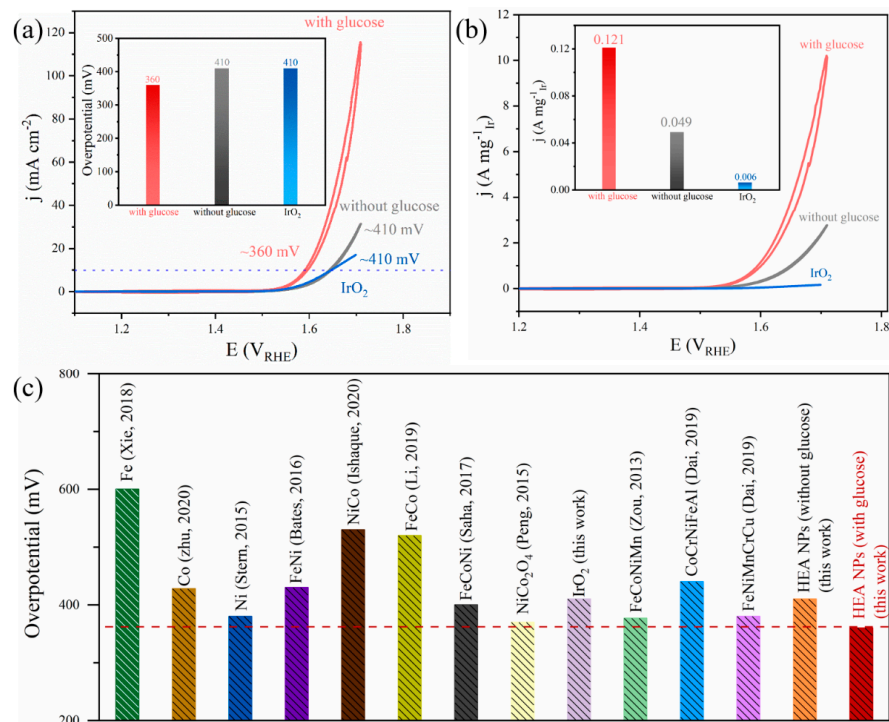 (a)
with glucose
120
100
80
60
40
20
0
j (mA cm⁻²)
500
400
300
200
100
0
Overpotential (mV)
360
410
410
with glucose
without glucose
IrO₂
without glucose
~410 mV
~360 mV
~410 mV
IrO₂
1.2
1.4
1.6
1.8
E (V_RHE)
(b)
12
10
8
6
4
2
0
j (A mg⁻¹_Ir)
0.12
0.08
0.04
0.00
j (A mg⁻¹_Ir)
0.121
0.049
0.006
with glucose
without glucose
IrO₂
with glucose
without glucose
IrO₂
1.2
1.4
1.6
1.8
E (V_RHE)
(c)
800
600
400
200
Overpotential (mV)
Fe (Xie, 2018)
Co (zhu, 2020)
Ni (Stern, 2015)
FeNi (Bates, 2016)
NiCo (Ishaque, 2020)
FeCo (Li, 2019)
FeCoNi (Saha, 2017)
NiCo₂O₄ (Peng, 2015)
IrO₂ (this work)
FeCoNiMn (Zou, 2013)
CoCrNiFeAl (Dai, 2019)
FeNiMnCrCu (Dai, 2019)
HEA NPs (without glucose)
(this work)
HEA NPs (with glucose)
(this work)